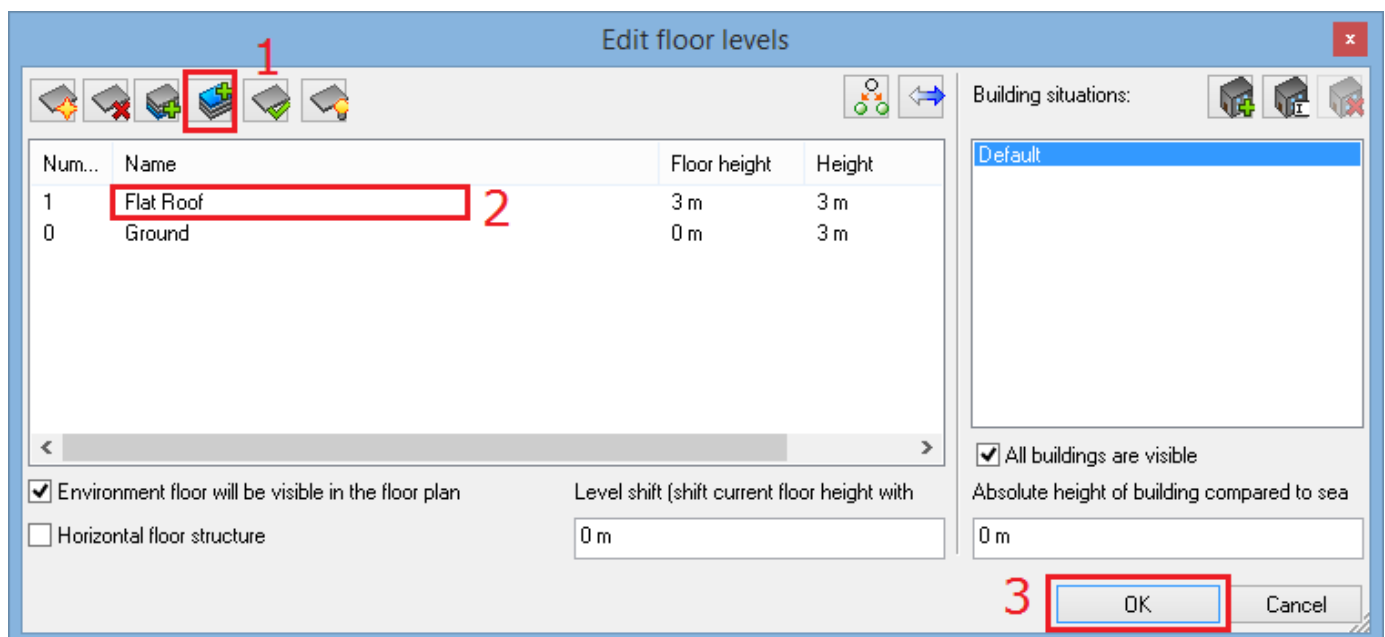 Edit floor levels
x
1
Building situations:
Num... Name Floor height Height
1 Flat Roof 3 m 3 m
2
0 Ground 0 m 3 m
Default
All buildings are visible
Environment floor will be visible in the floor plan
Level shift (shift current floor height with
Absolute height of building compared to sea
Horizontal floor structure
0 m
0 m
3
OK
Cancel